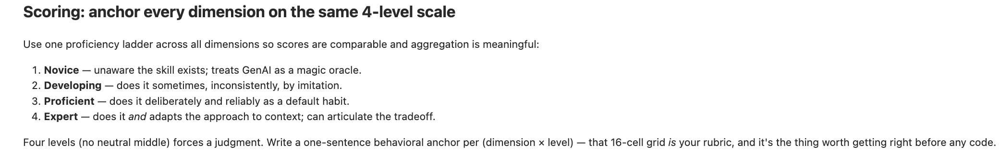 Scoring: anchor every dimension on the same 4-level scale
Use one proficiency ladder across all dimensions so scores are comparable and aggregation is meaningful:
1. Novice — unaware the skill exists; treats GenAI as a magic oracle.
2. Developing — does it sometimes, inconsistently, by imitation.
3. Proficient — does it deliberately and reliably as a default habit.
4. Expert — does it and adapts the approach to context; can articulate the tradeoff.
Four levels (no neutral middle) forces a judgment. Write a one-sentence behavioral anchor per (dimension × level) — that 16-cell grid is your rubric, and it's the thing worth getting right before any code.